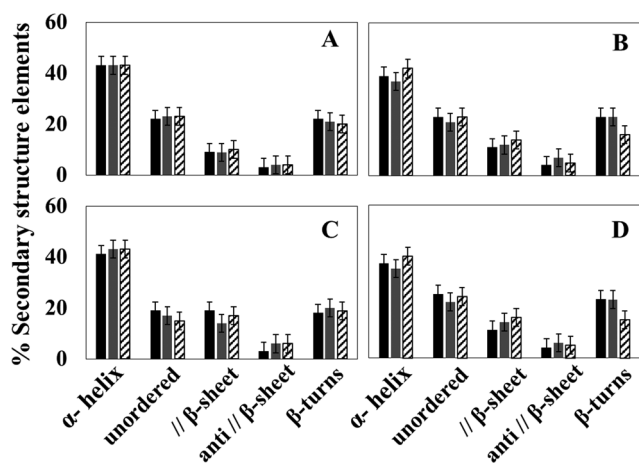 % Secondary structure elements
60
40
20
0
A
B
60
40
20
0
C
D
α- helix
unordered
// β-sheet
anti // β-sheet
β-turns
α- helix
unordered
// β-sheet
anti // β-sheet
β-turns